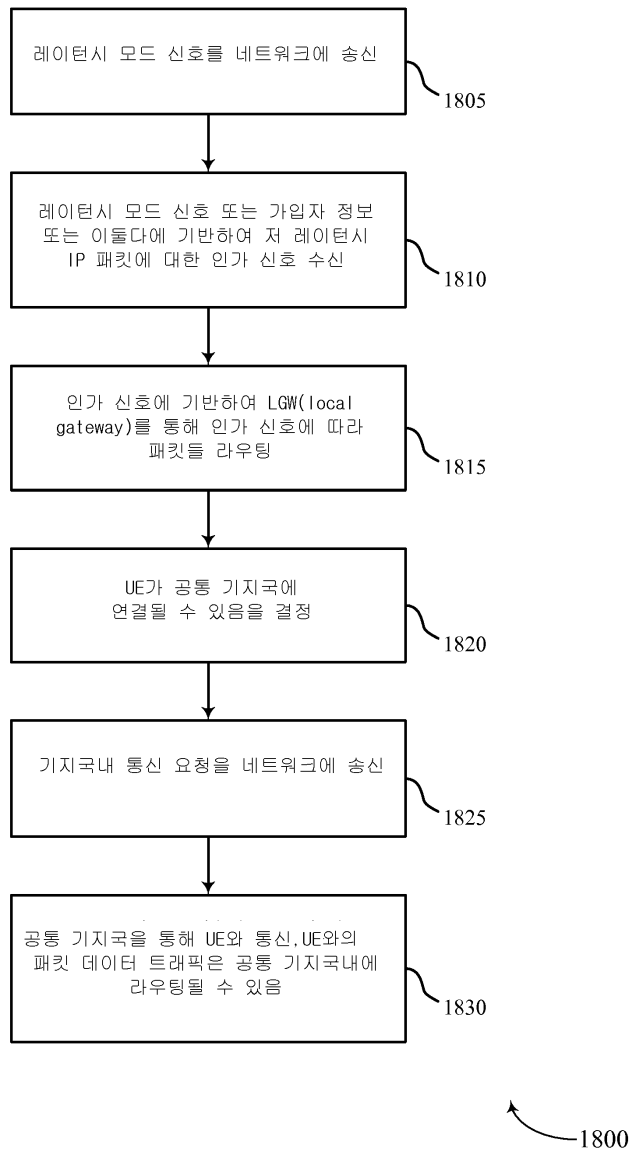 레이턴시 모드 신호를 네트워크에 송신
1805
레이턴시 모드 신호 또는 가입자 정보
또는 이둘다에 기반하여 저 레이턴시
IP 패킷에 대한 인가 신호 수신
1810
인가 신호에 기반하여 LGW(local
gateway)를 통해 인가 신호에 따라
패킷들 라우팅
1815
UE가 공통 기지국에
연결될 수 있음을 결정
1820
기지국내 통신 요청을 네트워크에 송신
1825
공통 기지국을 통해 UE와 통신,UE와의
패킷 데이터 트래픽은 공통 기지국내에
라우팅될 수 있음
1830
1800